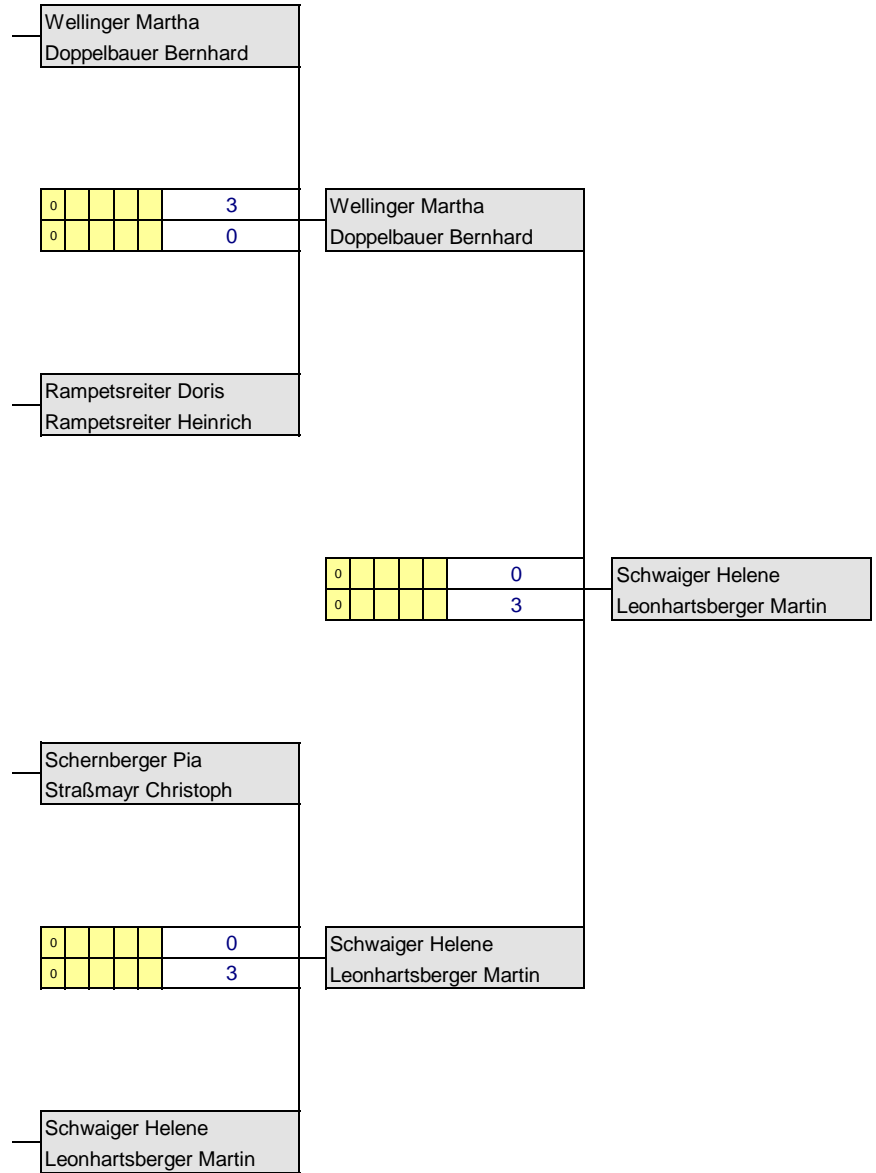 Wellinger Martha
Doppelbauer Bernhard
0 3
0 0
Wellinger Martha
Doppelbauer Bernhard
Rampetsreiter Doris
Rampetsreiter Heinrich
0 0
0 3
Schwaiger Helene
Leonhartsberger Martin
Schernberger Pia
Straßmayr Christoph
0 0
0 3
Schwaiger Helene
Leonhartsberger Martin
Schwaiger Helene
Leonhartsberger Martin